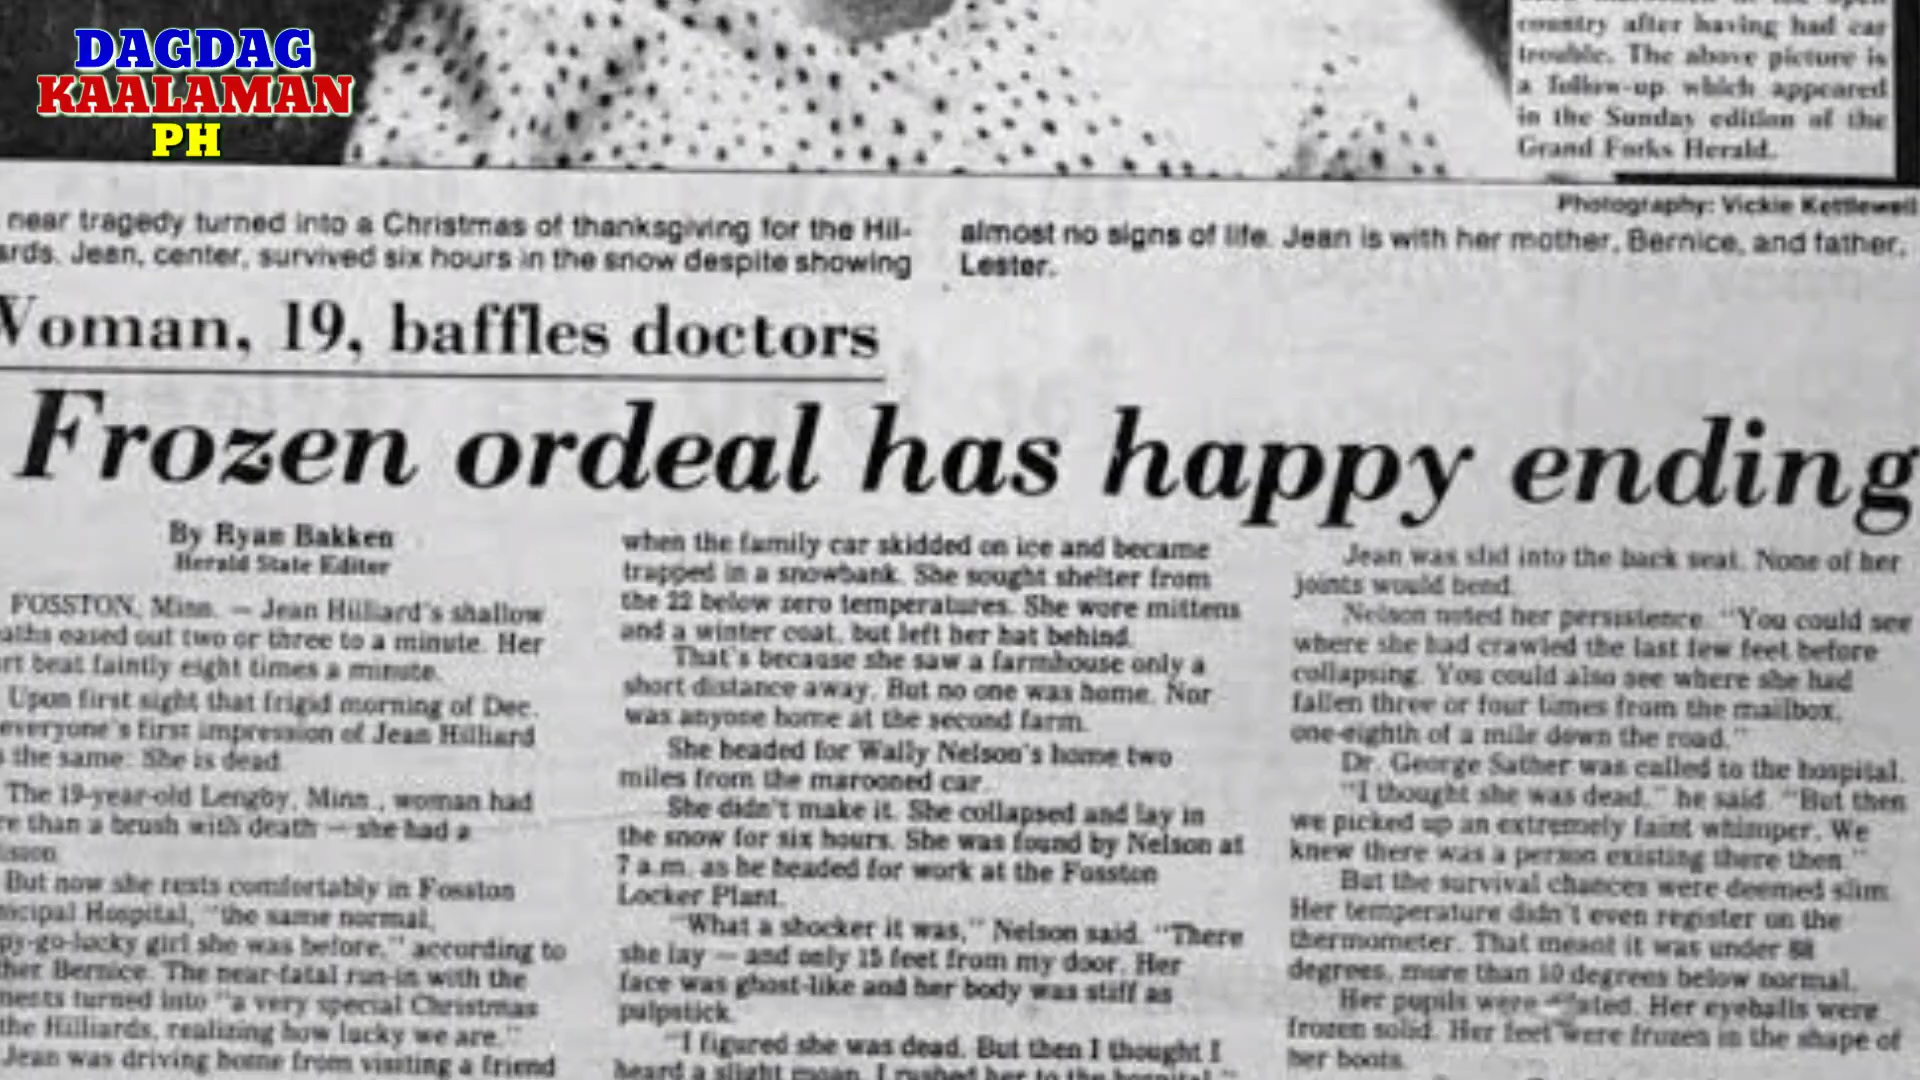 DAGDAG
KAALAMAN
PH
country after having had car
trouble. The above picture is
a follow-up which appeared
in the Sunday edition of the
Grand Forks Herald.
Photography: Vickie Kettlewell
near tragedy turned into a Christmas of thanksgiving for the Hil-
ards. Jean, center, survived six hours in the snow despite showing
almost no signs of life. Jean is with her mother, Bernice, and father,
Lester.
Woman, 19, baffles doctors
Frozen ordeal has happy ending
By Ryan Bakken
Herald State Editor
FOSSTON, Minn. — Jean Hilliard's shallow
aths eased out two or three to a minute. Her
rt beat faintly eight times a minute.
Upon first sight that frigid morning of Dec.
everyone's first impression of Jean Hilliard
s the same: She is dead.
The 19-year-old Lengby, Minn., woman had
re than a brush with death — she had a
ision.
But now she rests comfortably in Fosston
nicipal Hospital, "the same normal,
py-go-lucky girl she was before," according to
ther Bernice. The near-fatal run-in with the
ments turned into "a very special Christmas
the Hilliards, realizing how lucky we are."
Jean was driving home from visiting a friend
when the family car skidded on ice and became
trapped in a snowbank. She sought shelter from
the 22 below zero temperatures. She wore mittens
and a winter coat, but left her hat behind.
That's because she saw a farmhouse only a
short distance away. But no one was home. Nor
was anyone home at the second farm.
She headed for Wally Nelson's home two
miles from the marooned car.
She didn't make it. She collapsed and lay in
the snow for six hours. She was found by Nelson at
7 a.m. as he headed for work at the Fosston
Locker Plant.
"What a shocker it was," Nelson said. "There
she lay — and only 15 feet from my door. Her
face was ghost-like and her body was stiff as
pulpstick.
"I figured she was dead. But then I thought I
heard a slight moan. I rushed her to the hospital."
Jean was slid into the back seat. None of her
joints would bend.
Nelson noted her persistence. "You could see
where she had crawled the last few feet before
collapsing. You could also see where she had
fallen three or four times from the mailbox,
one-eighth of a mile down the road."
Dr. George Sather was called to the hospital.
"I thought she was dead," he said. "But then
we picked up an extremely faint whimper. We
knew there was a person existing there then."
But the survival chances were deemed slim.
Her temperature didn't even register on the
thermometer. That meant it was under 88
degrees, more than 10 degrees below normal.
Her pupils were Her eyeballs were
frozen solid. Her feet were frozen in the shape of
her boots.